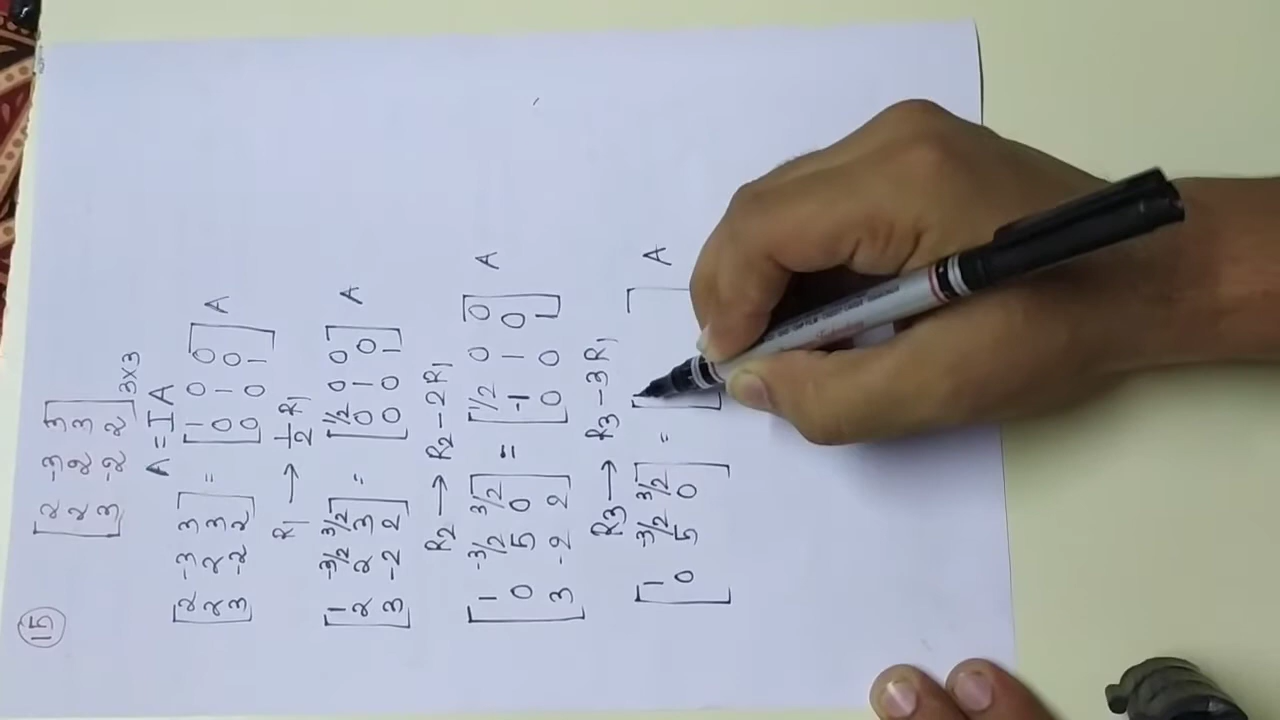 (15)
[2 -3 3
2 2 3
3 -2 2]3×3
A = IA
[2 -3 3
2 2 3
3 -2 2] = [1 0 0
0 1 0
0 0 1] A
R1 → 1/2 R1
[1 -3/2 3/2
2 2 3
3 -2 2] = [1/2 0 0
0 1 0
0 0 1] A
R2 → R2 - 2R1
[1 -3/2 3/2
0 5 0
3 -2 2] = [1/2 0 0
-1 1 0
0 0 1] A
R3 → R3 - 3R1
[1 -3/2 3/2
0 5 0
] = [ ] A